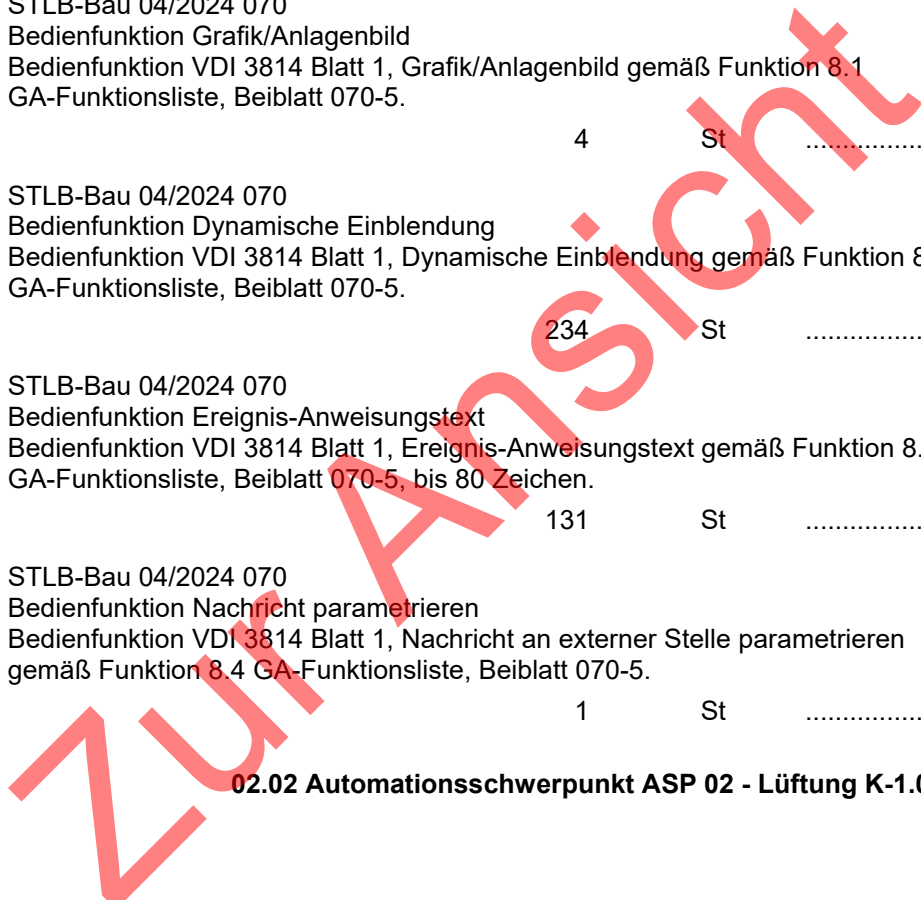 STLB-Bau 04/2024 070
Bedienfunktion Grafik/Anlagenbild
Bedienfunktion VDI 3814 Blatt 1, Grafik/Anlagenbild gemäß Funktion 8.1
GA-Funktionsliste, Beiblatt 070-5.
4 St ................
STLB-Bau 04/2024 070
Bedienfunktion Dynamische Einblendung
Bedienfunktion VDI 3814 Blatt 1, Dynamische Einblendung gemäß Funktion 8
GA-Funktionsliste, Beiblatt 070-5.
234 St ................
STLB-Bau 04/2024 070
Bedienfunktion Ereignis-Anweisungstext
Bedienfunktion VDI 3814 Blatt 1, Ereignis-Anweisungstext gemäß Funktion 8.
GA-Funktionsliste, Beiblatt 070-5, bis 80 Zeichen.
131 St ................
STLB-Bau 04/2024 070
Bedienfunktion Nachricht parametrieren
Bedienfunktion VDI 3814 Blatt 1, Nachricht an externer Stelle parametrieren
gemäß Funktion 8.4 GA-Funktionsliste, Beiblatt 070-5.
1 St ................
02.02 Automationsschwerpunkt ASP 02 - Lüftung K-1.0
Zur Ansicht